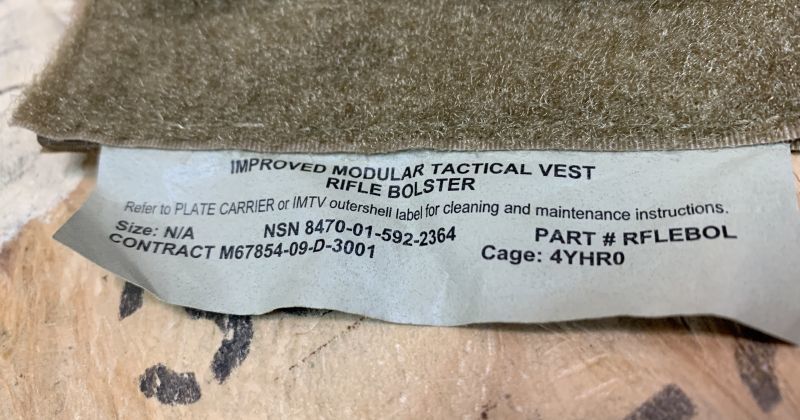 IMPROVED MODULAR TACTICAL VEST
RIFLE BOLSTER
Refer to PLATE CARRIER or IMTV outershell label for cleaning and maintenance instructions.
Size: N/A NSN 8470-01-592-2364 PART # RFLEBOL
CONTRACT M67854-09-D-3001 Cage: 4YHR0